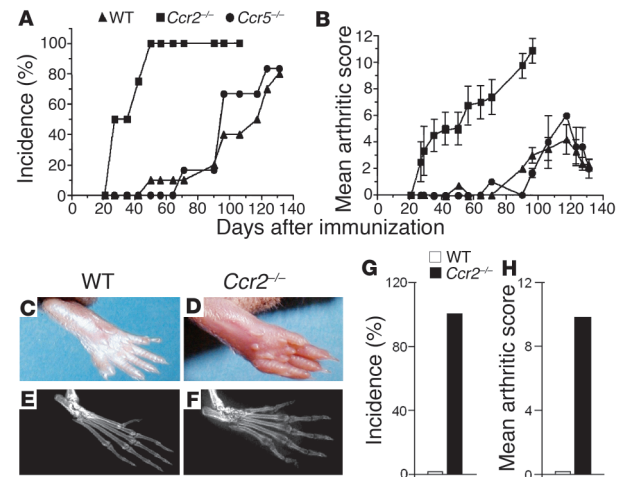 A
WT Ccr2–/– Ccr5–/–
Incidence (%)
100
80
60
40
20
0
0 20 40 60 80 100 120 140
B
Mean arthritic score
12
10
8
6
4
2
0
0 20 40 60 80 100 120 140
Days after immunization
WT
Ccr2–/–
C
D
E
F
G
WT
Ccr2–/–
Incidence (%)
120
80
40
0
H
Mean arthritic score
12
8
4
0